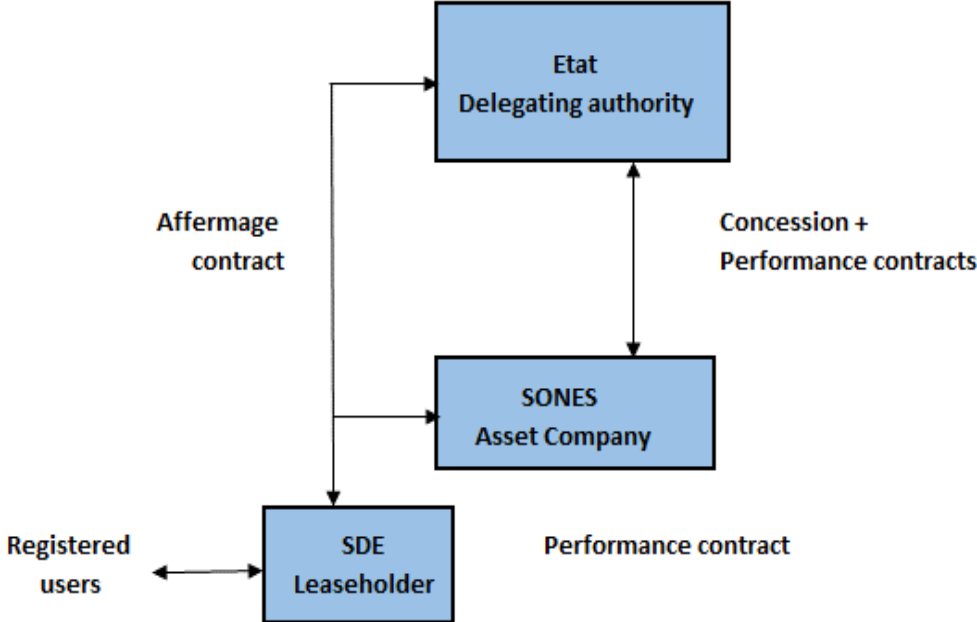 Etat
Delegating authority
Affermage
contract
Concession +
Performance contracts
SONES
Asset Company
Registered
users
SDE
Leaseholder
Performance contract